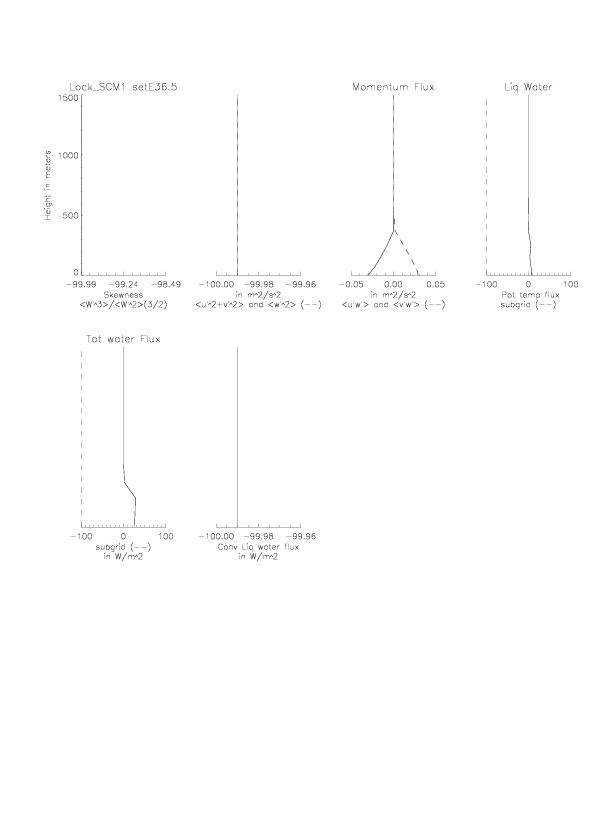 Lock_SCM1 setE36.5
Momentum Flux
Liq Water
1500
1000
500
0
Height in meters
-99.99 -99.24 -98.49
Skewness
<W'^3>/<W'^2>(3/2)
-100.00 -99.98 -99.96
in m^2/s^2
<u'^2+v'^2> and <w'^2> (--)
-0.05 0.00 0.05
in m^2/s^2
<u'w'> and <v'w'> (--)
-100 0 100
Pot temp flux
subgrid (--)
Tot water Flux
-100 0 100
subgrid (--)
in W/m^2
-100.00 -99.98 -99.96
Conv Liq water flux
in W/m^2